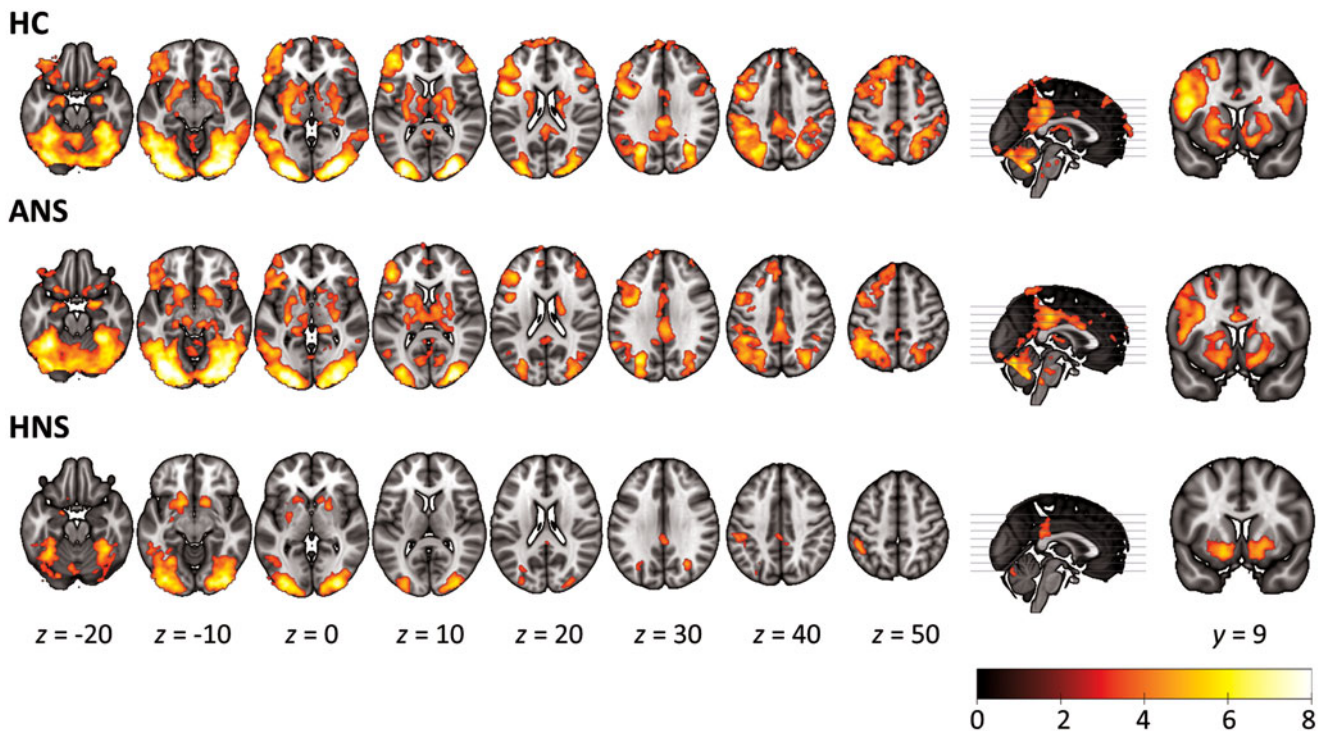 HC
ANS
HNS
z = -20 z = -10 z = 0 z = 10 z = 20 z = 30 z = 40 z = 50 y = 9
0 2 4 6 8